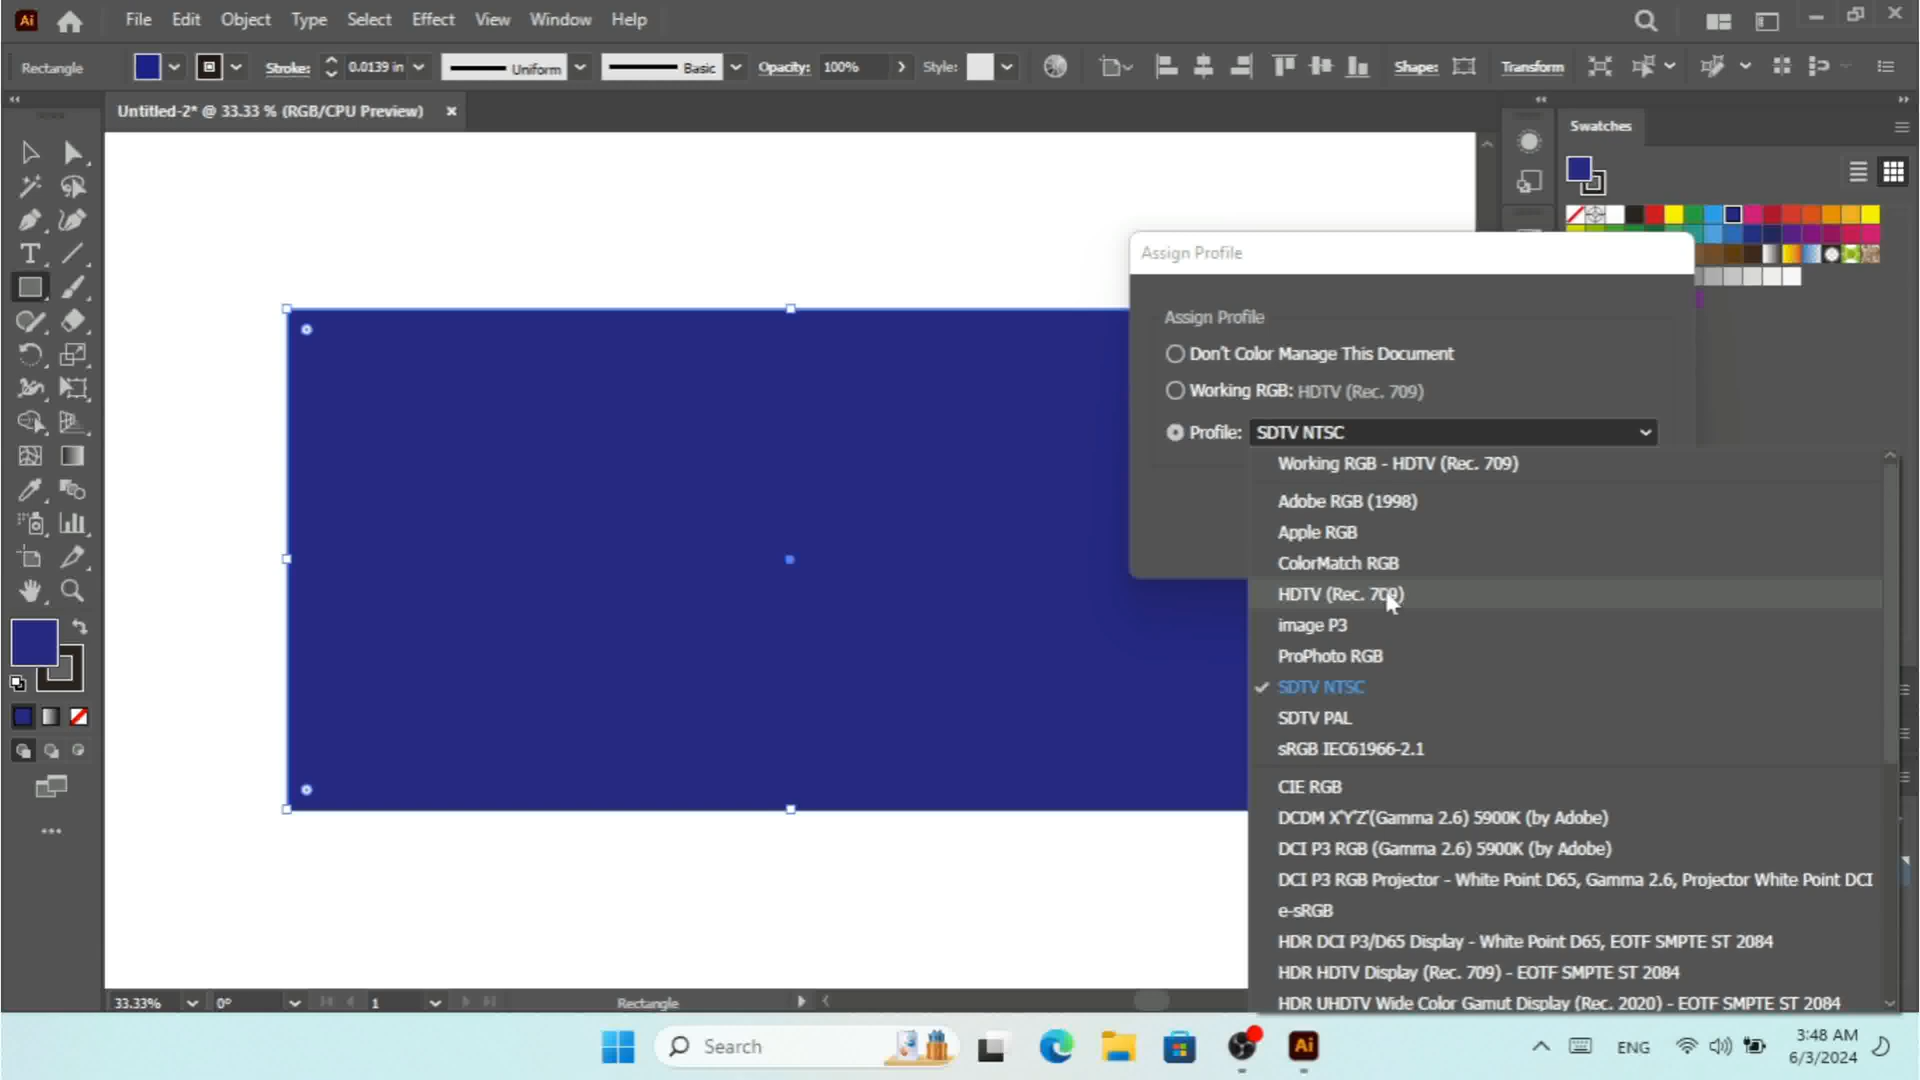 Ai File Edit Object Type Select Effect View Window Help
Rectangle Stroke: 0.0139 in Uniform Basic Opacity: 100% Style: Shape: Transform
Untitled-2* @ 33.33 % (RGB/CPU Preview) ×
Swatches
Assign Profile
Assign Profile
Don't Color Manage This Document
Working RGB: HDTV (Rec. 709)
Profile: SDTV NTSC
Working RGB - HDTV (Rec. 709)
Adobe RGB (1998)
Apple RGB
ColorMatch RGB
HDTV (Rec. 709)
image P3
ProPhoto RGB
SDTV NTSC
SDTV PAL
sRGB IEC61966-2.1
CIE RGB
DCDM X'Y'Z'(Gamma 2.6) 5900K (by Adobe)
DCI P3 RGB (Gamma 2.6) 5900K (by Adobe)
DCI P3 RGB Projector - White Point D65, Gamma 2.6, Projector White Point DCI
e-sRGB
HDR DCI P3/D65 Display - White Point D65, EOTF SMPTE ST 2084
HDR HDTV Display (Rec. 709) - EOTF SMPTE ST 2084
HDR UHDTV Wide Color Gamut Display (Rec. 2020) - EOTF SMPTE ST 2084
33.33% 0° 1 Rectangle
Search Ai ENG 3:48 AM
6/3/2024